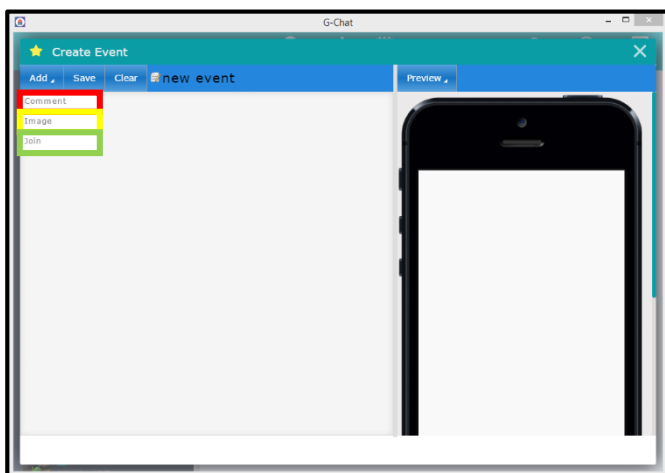 G-Chat
Create Event
Add Save Clear new event Preview
Comment
Image
Join